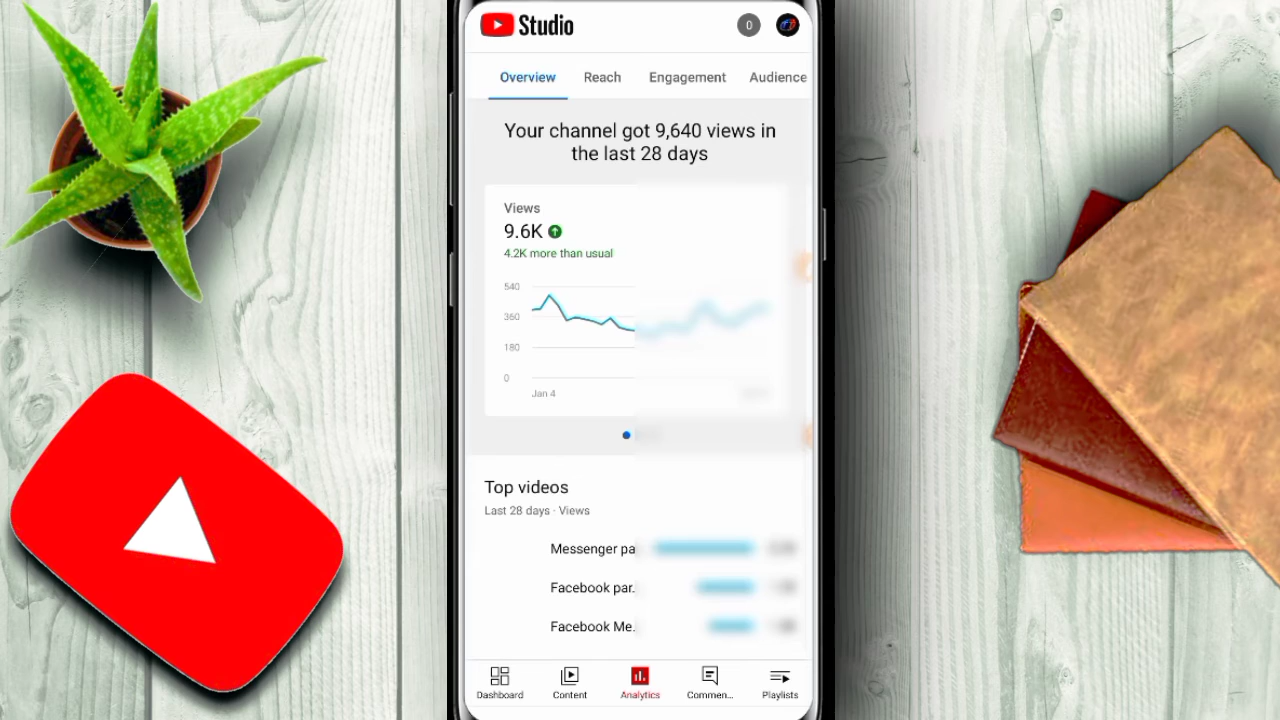 Studio
0
Overview Reach Engagement Audience
Your channel got 9,640 views in
the last 28 days
Views
9.6K
4.2K more than usual
540
360
180
0
Jan 4
Top videos
Last 28 days · Views
Messenger pa
Facebook par.
Facebook Me.
Dashboard Content Analytics Commen... Playlists